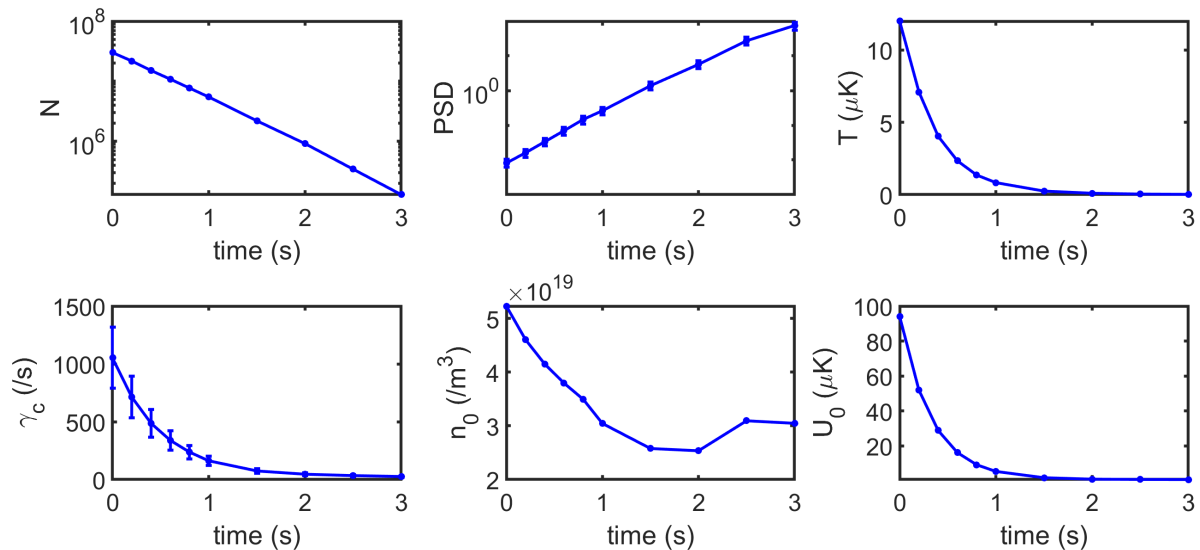 10^8
10^6
N
0 1 2 3
time (s)
10^0
PSD
0 1 2 3
time (s)
10
5
0
T (μK)
0 1 2 3
time (s)
1500
1000
500
0
γ_c (/s)
0 1 2 3
time (s)
×10^19
5
4
3
2
n_0 (/m^3)
0 1 2 3
time (s)
100
80
60
40
20
U_0 (μK)
0 1 2 3
time (s)